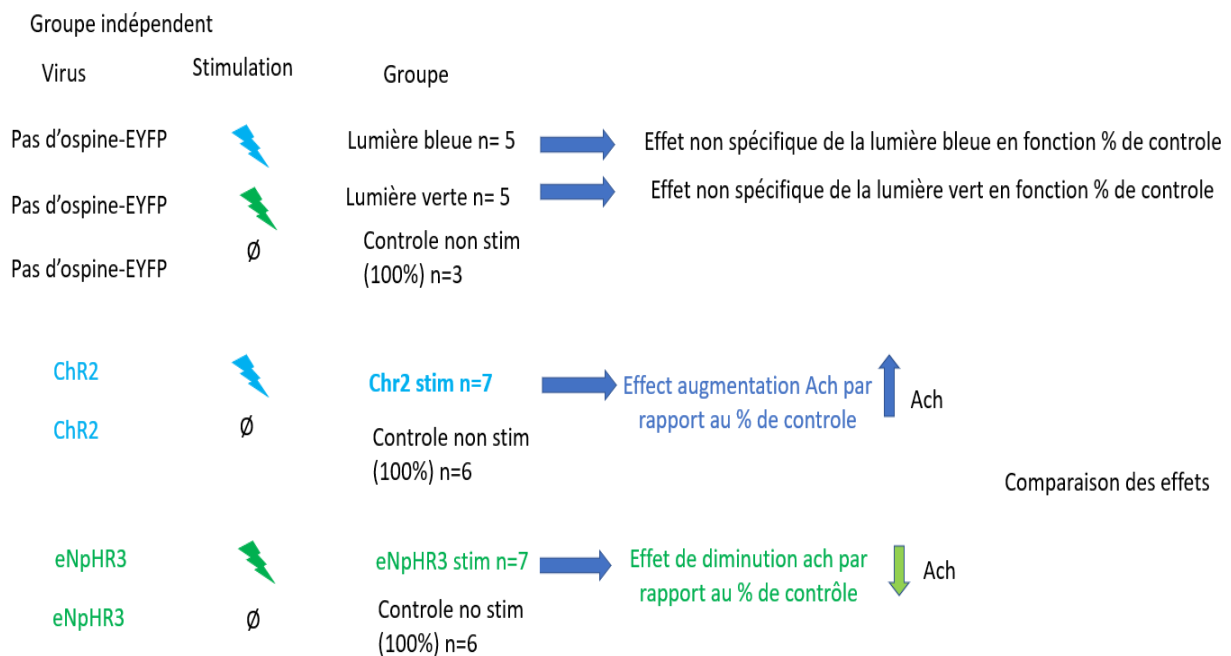 Groupe indépendant
Virus
Stimulation
Groupe
Pas d'ospine-EYFP
Lumière bleue n= 5
Effet non spécifique de la lumière bleue en fonction % de controle
Pas d'ospine-EYFP
Lumière verte n= 5
Effet non spécifique de la lumière vert en fonction % de controle
Pas d'ospine-EYFP
Ø
Controle non stim
(100%) n=3
ChR2
Chr2 stim n=7
Effect augmentation Ach par
rapport au % de controle
Ach
ChR2
Ø
Controle non stim
(100%) n=6
Comparaison des effets
eNpHR3
eNpHR3 stim n=7
Effet de diminution ach par
rapport au % de contrôle
Ach
eNpHR3
Ø
Controle no stim
(100%) n=6